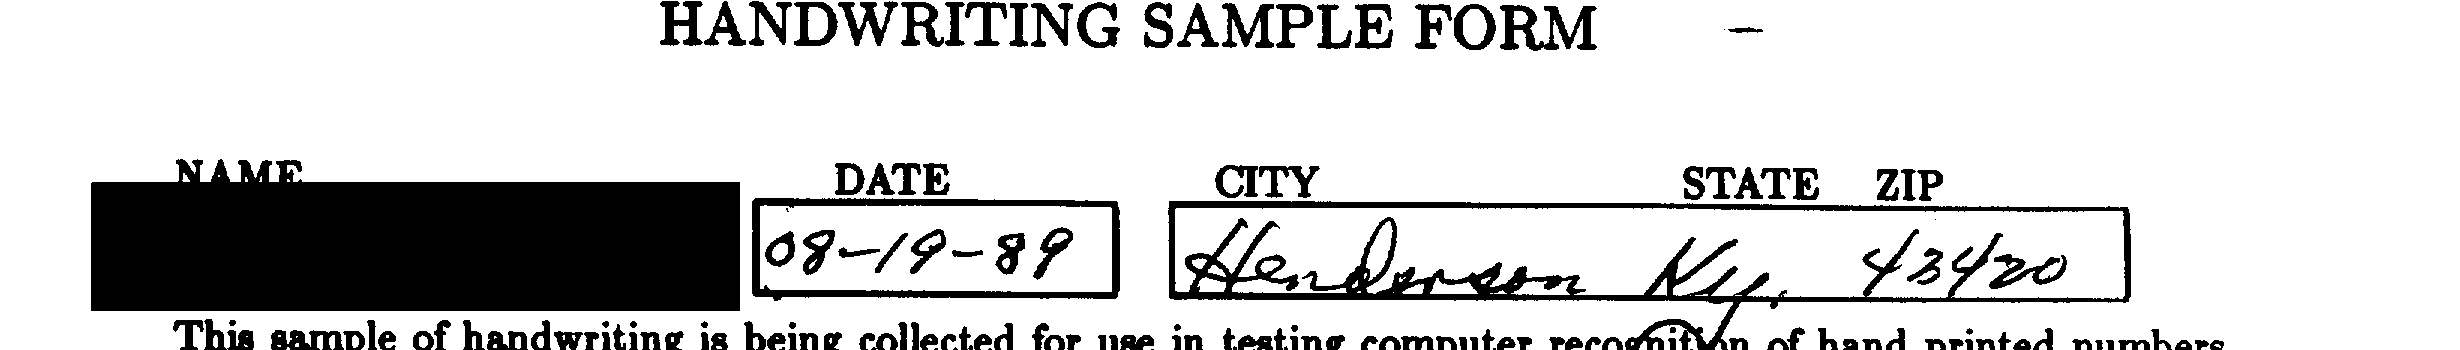 HANDWRITING SAMPLE FORM –
NAME DATE CITY STATE ZIP
08-19-89 Henderson Ky. 43420
This sample of handwriting is being collected for use in testing computer recognition of hand printed numbers